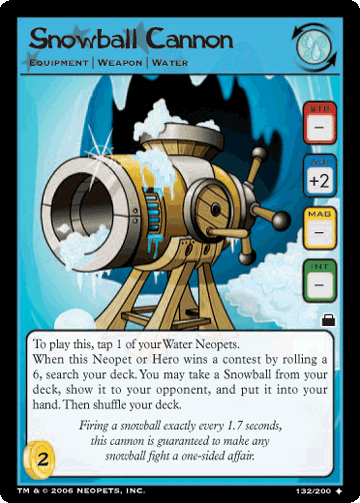 Snowball Cannon
Equipment | Weapon | Water
STR
–
AGI
+2
MAG
–
INT
–
To play this, tap 1 of your Water Neopets.
When this Neopet or Hero wins a contest by rolling a
6, search your deck. You may take a Snowball from your
deck, show it to your opponent, and put it into your
hand. Then shuffle your deck.
Firing a snowball exactly every 1.7 seconds,
this cannon is guaranteed to make any
snowball fight a one-sided affair.
2
TM & © 2006 NEOPETS, INC.
132/200